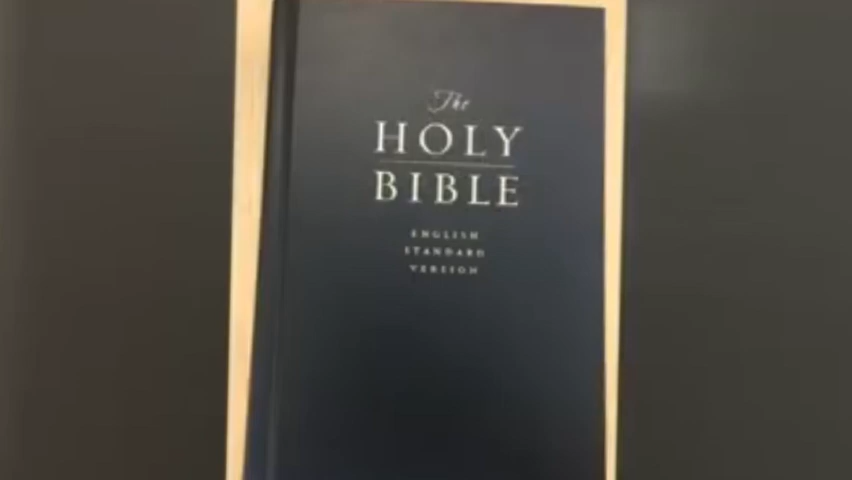 The
HOLY
BIBLE
ENGLISH
STANDARD
VERSION